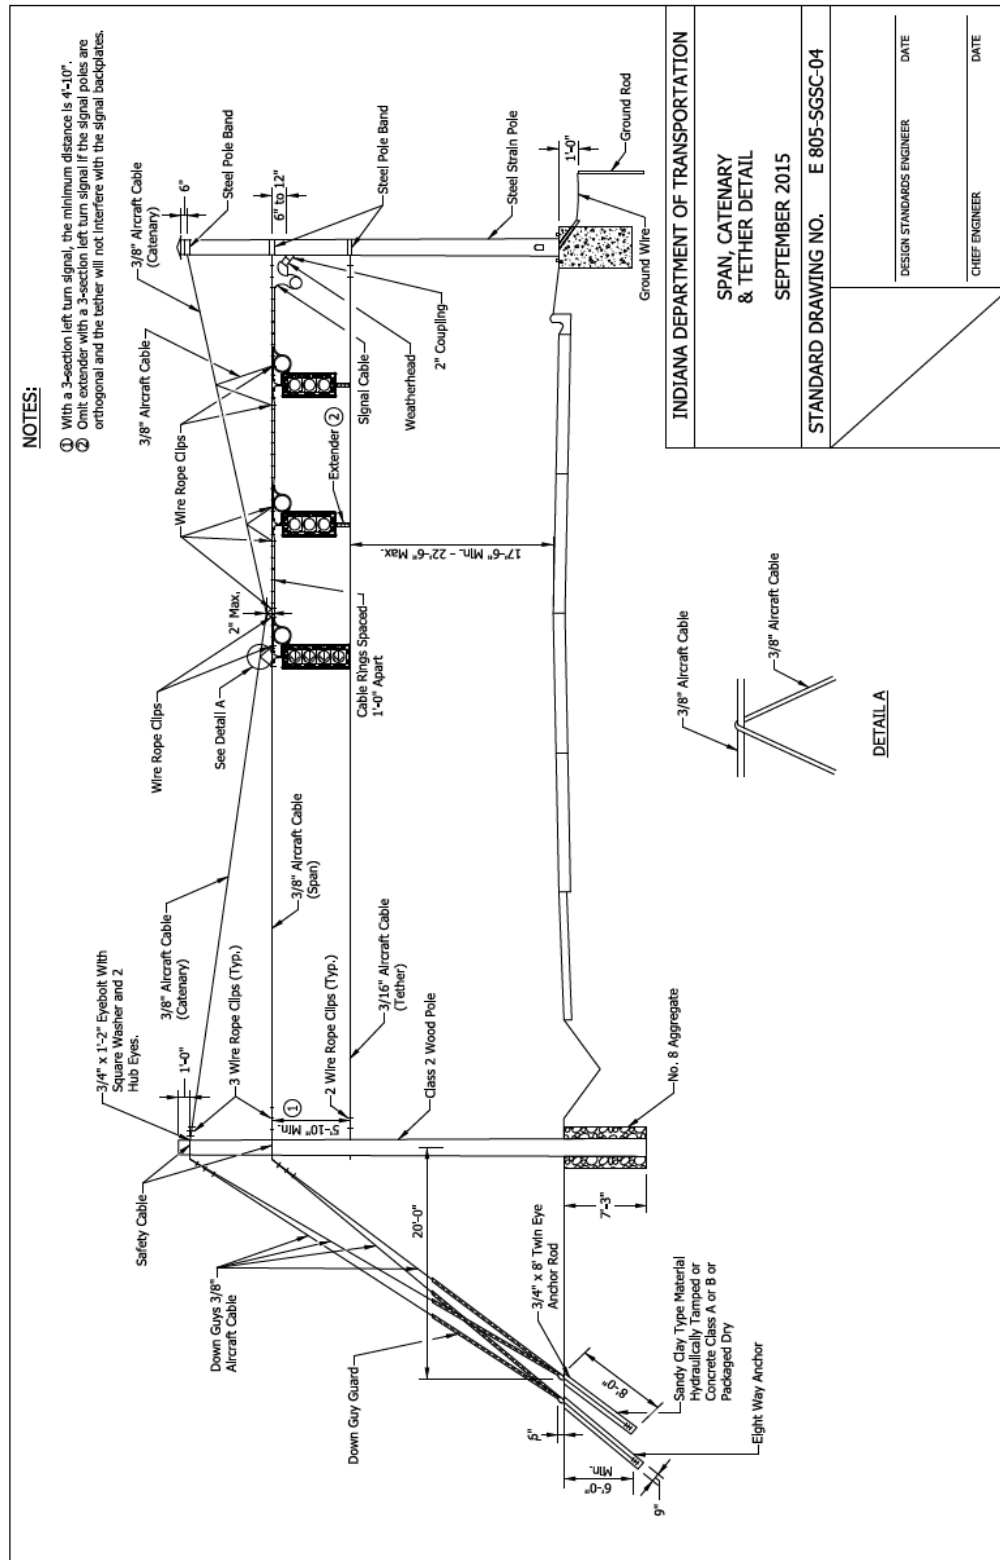 NOTES:
① With a 3-section left turn signal, the minimum distance is 4'-10".
② Omit extender with a 3-section left turn signal if the signal poles are
orthogonal and the tether will not interfere with the signal backplates.
3/4" x 1'-2" Eyebolt With
Square Washer and 2
Hub Eyes.
3/8" Aircraft Cable
(Catenary)
1'-0"
Safety Cable
3 Wire Rope Clips (Typ.)
①
5'-10" Min.
2 Wire Rope Clips (Typ.)
Down Guys 3/8"
Aircraft Cable
Down Guy Guard
20'-0"
3/8" Aircraft Cable
(Span)
3/16" Aircraft Cable
(Tether)
Class 2 Wood Pole
No. 8 Aggregate
7'-3"
3/4" x 8' Twin Eye
Anchor Rod
Sandy Clay Type Material
Hydraulically Tamped or
Concrete Class A or B or
Packaged Dry
8'-0"
Eight Way Anchor
6"
6'-0"
Min.
9"
Wire Rope Clips
See Detail A
2" Max.
Wire Rope Clips
Cable Rings Spaced
1'-0" Apart
3/8" Aircraft Cable
3/8" Aircraft Cable
(Catenary)
6"
Steel Pole Band
6" to 12"
Steel Pole Band
Extender ②
Signal Cable
Weatherhead
2" Coupling
17'-6" Min. - 22'-6" Max.
Steel Strain Pole
1'-0"
Ground Rod
Ground Wire
3/8" Aircraft Cable
3/8" Aircraft Cable
DETAIL A
INDIANA DEPARTMENT OF TRANSPORTATION
SPAN, CATENARY
& TETHER DETAIL
SEPTEMBER 2015
STANDARD DRAWING NO. E 805-SGSC-04
DESIGN STANDARDS ENGINEER DATE
CHIEF ENGINEER DATE